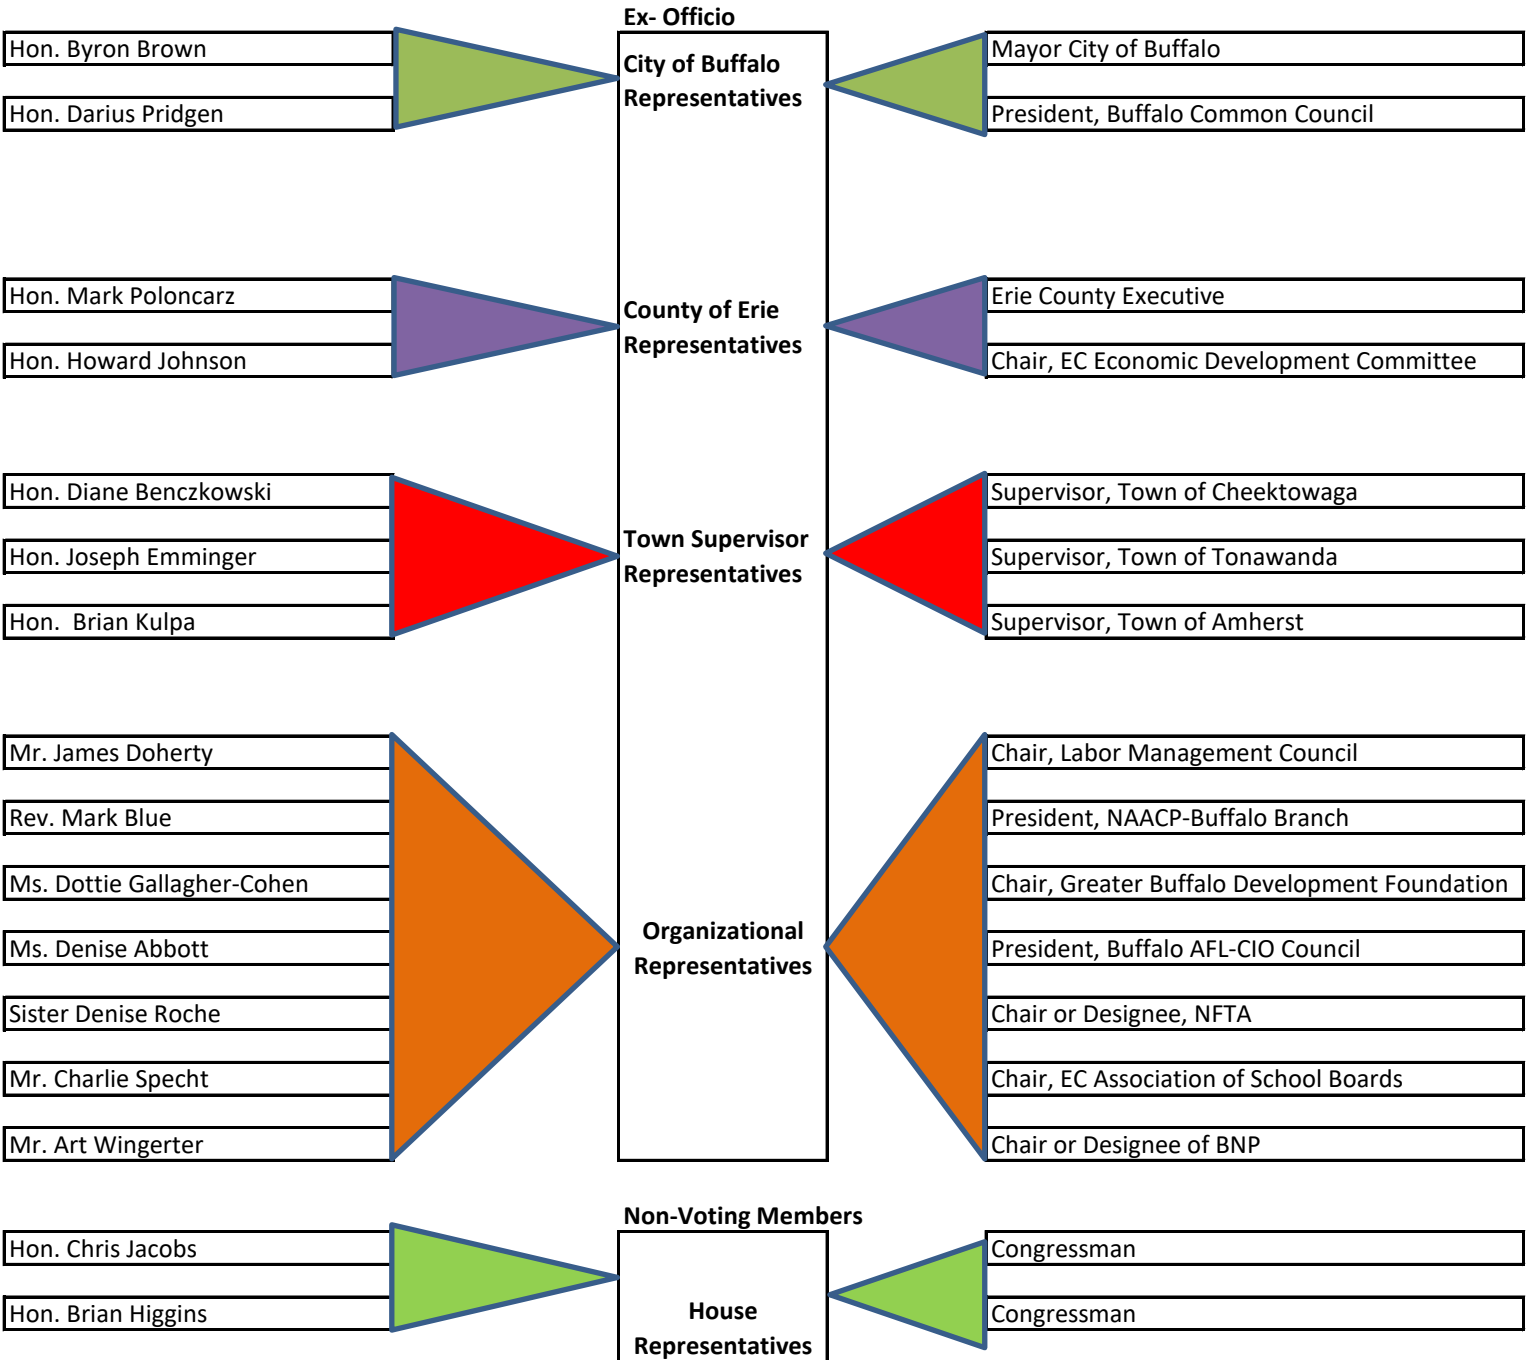 Ex- Officio
Hon. Byron Brown
City of Buffalo
Representatives
Mayor City of Buffalo
Hon. Darius Pridgen
President, Buffalo Common Council
Hon. Mark Poloncarz
County of Erie
Representatives
Erie County Executive
Hon. Howard Johnson
Chair, EC Economic Development Committee
Hon. Diane Benczkowski
Supervisor, Town of Cheektowaga
Hon. Joseph Emminger
Town Supervisor
Representatives
Supervisor, Town of Tonawanda
Hon.  Brian Kulpa
Supervisor, Town of Amherst
Mr. James Doherty
Chair, Labor Management Council
Rev. Mark Blue
President, NAACP-Buffalo Branch
Ms. Dottie Gallagher-Cohen
Chair, Greater Buffalo Development Foundation
Ms. Denise Abbott
Organizational
Representatives
President, Buffalo AFL-CIO Council
Sister Denise Roche
Chair or Designee, NFTA
Mr. Charlie Specht
Chair, EC Association of School Boards
Mr. Art Wingerter
Chair or Designee of BNP
Non-Voting Members
Hon. Chris Jacobs
Congressman
Hon. Brian Higgins
House
Representatives
Congressman